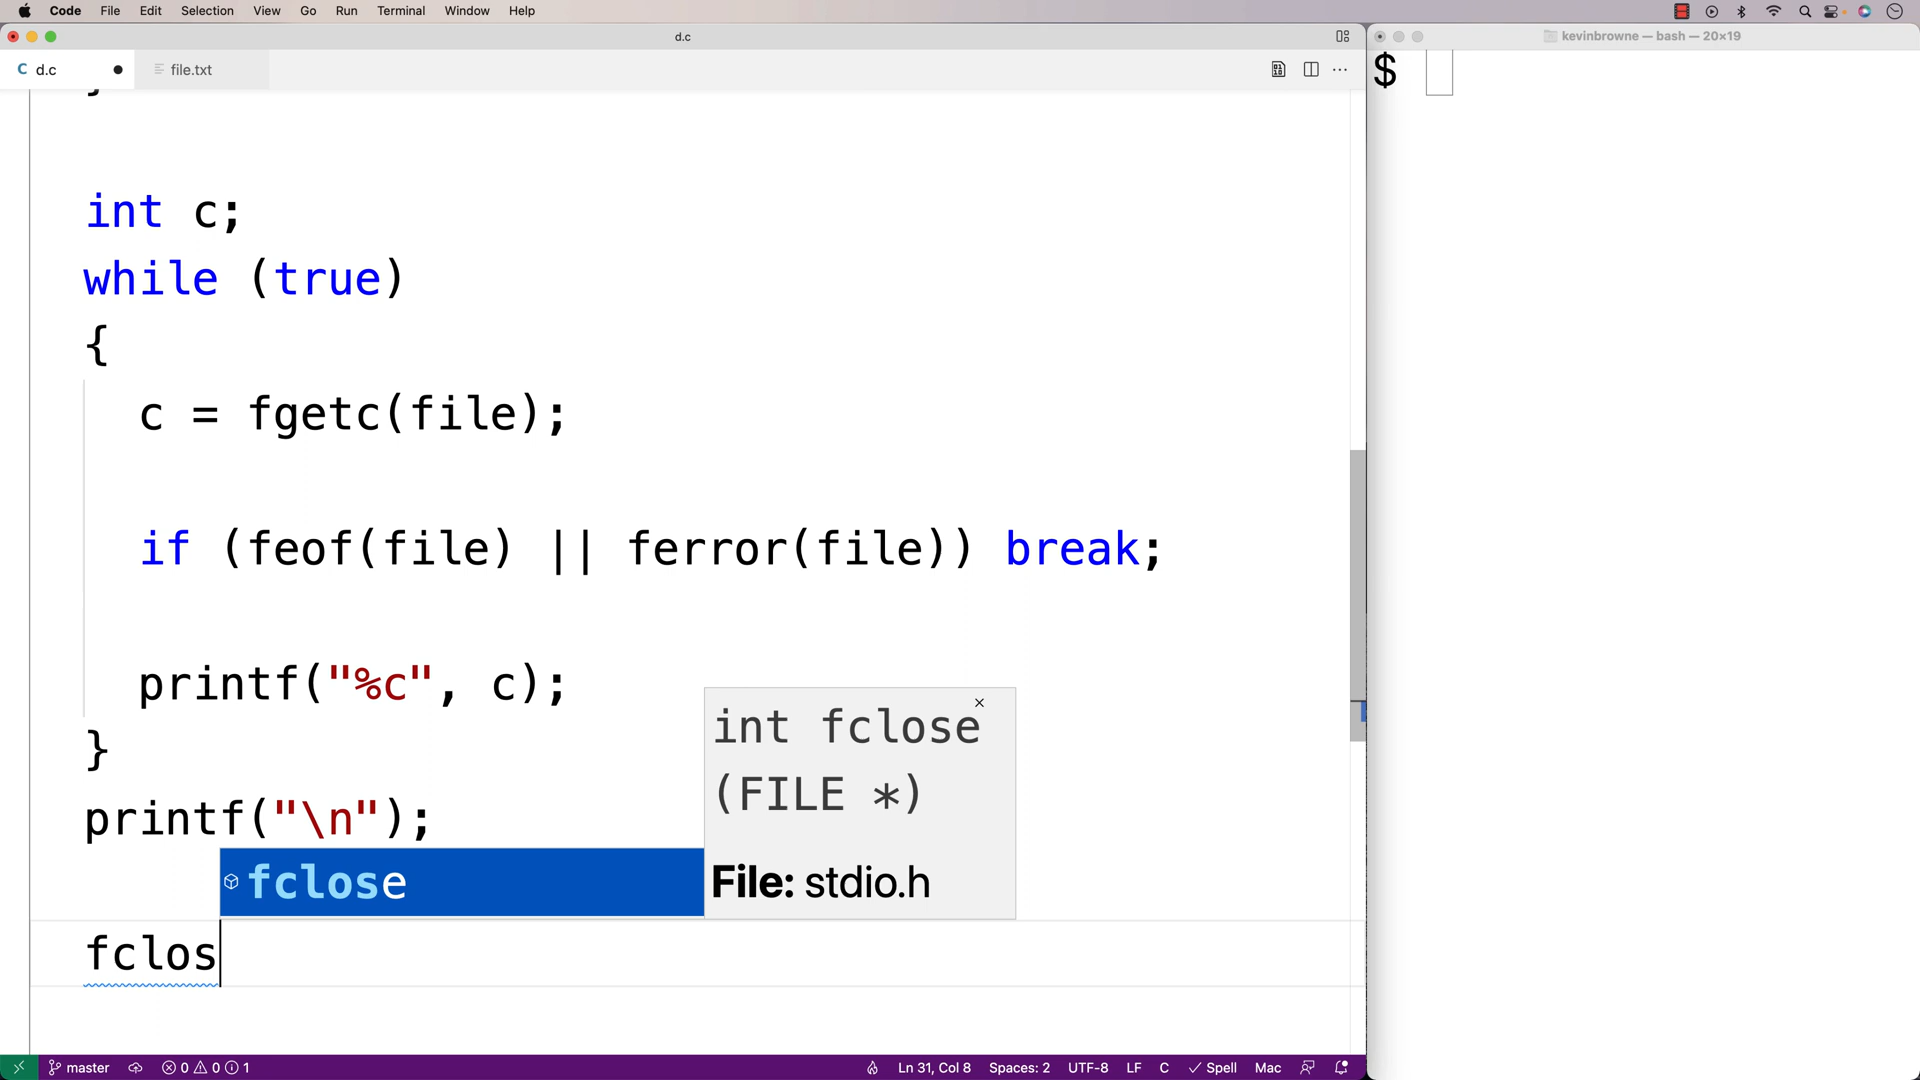 Code File Edit Selection View Go Run Terminal Window Help
d.c
kevinbrowne — bash — 20×19
C d.c
file.txt
$
}
int c;
while (true)
{
c = fgetc(file);
if (feof(file) || ferror(file)) break;
printf("%c", c);
}
printf("\n");
int fclose
(FILE *)
File: stdio.h
fclose
fclos
master 0 0 1 Ln 31, Col 8 Spaces: 2 UTF-8 LF C Spell Mac